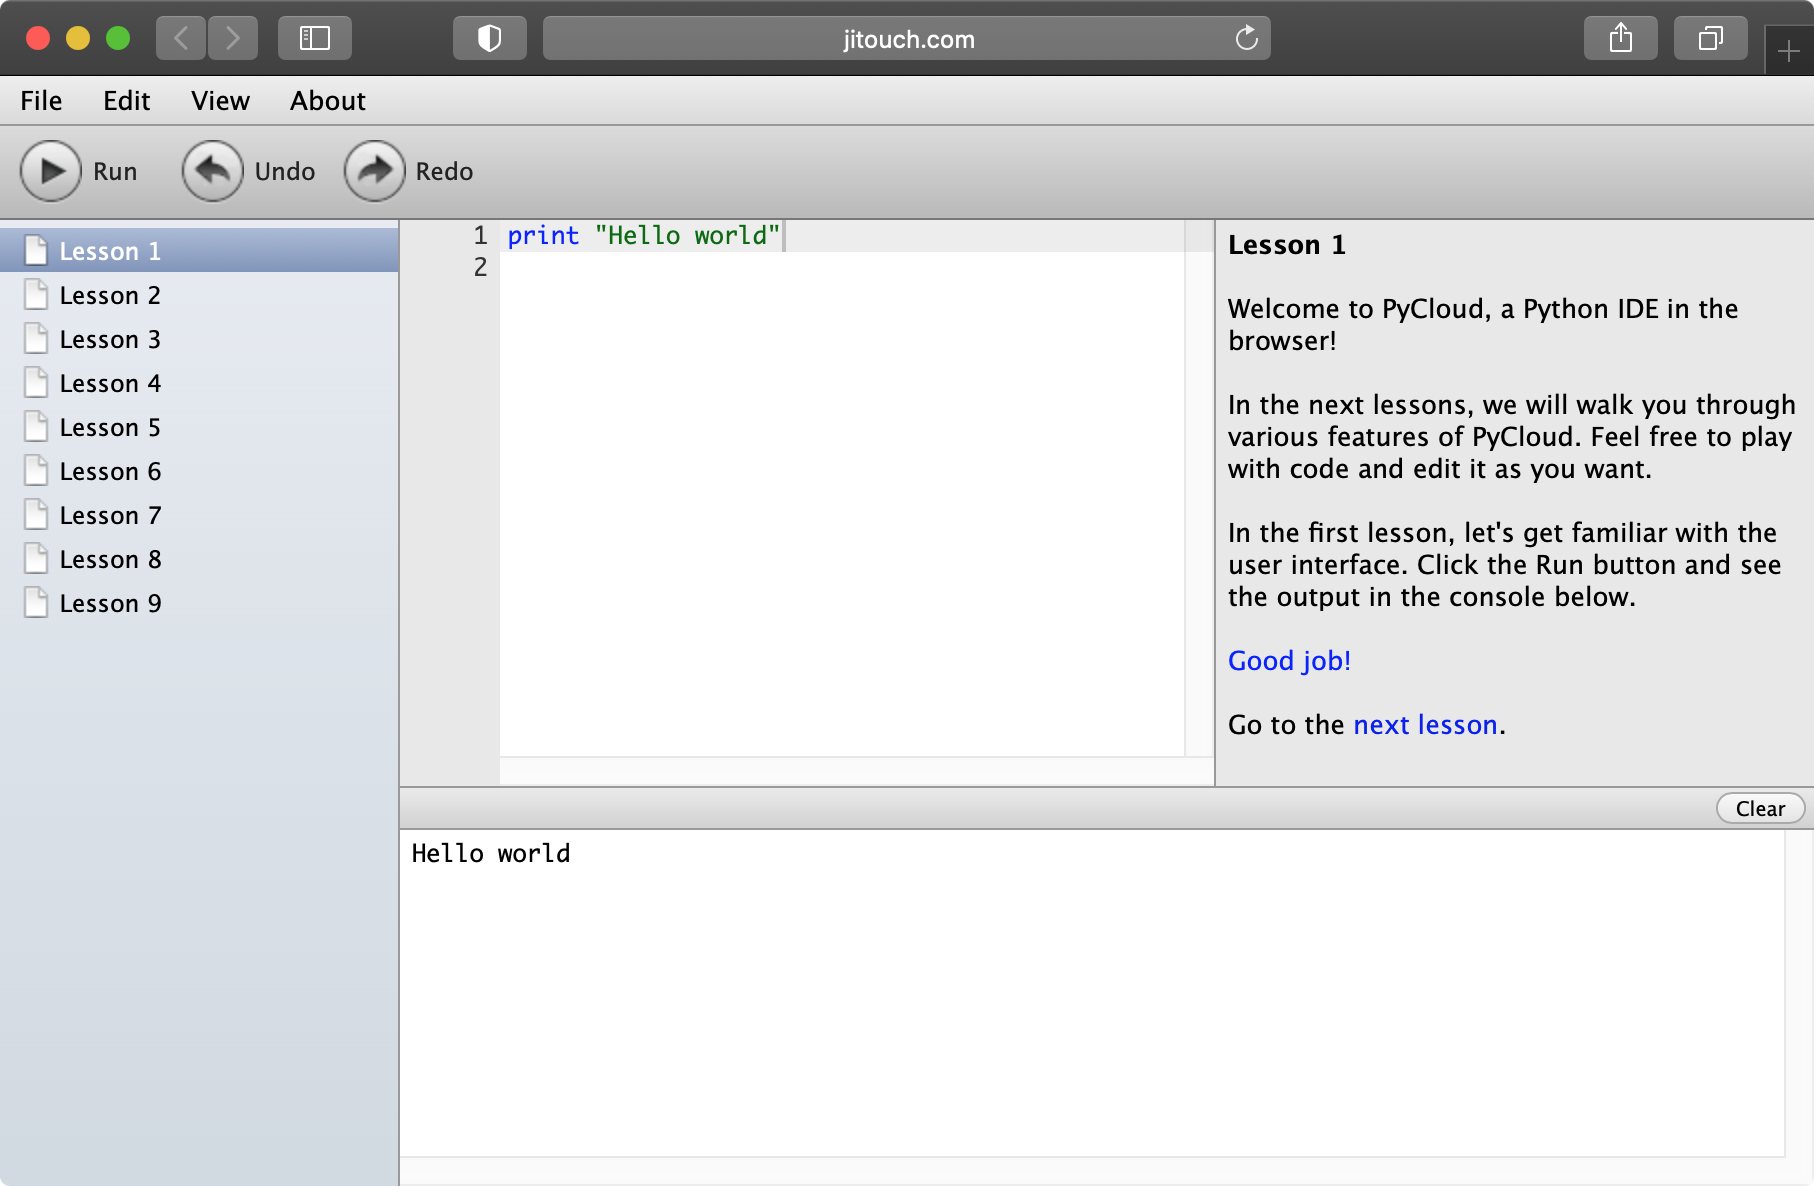 jitouch.com
File Edit View About
Run Undo Redo
Lesson 1
Lesson 2
Lesson 3
Lesson 4
Lesson 5
Lesson 6
Lesson 7
Lesson 8
Lesson 9
1 print "Hello world"
2
Lesson 1
Welcome to PyCloud, a Python IDE in the
browser!
In the next lessons, we will walk you through
various features of PyCloud. Feel free to play
with code and edit it as you want.
In the first lesson, let's get familiar with the
user interface. Click the Run button and see
the output in the console below.
Good job!
Go to the next lesson.
Clear
Hello world